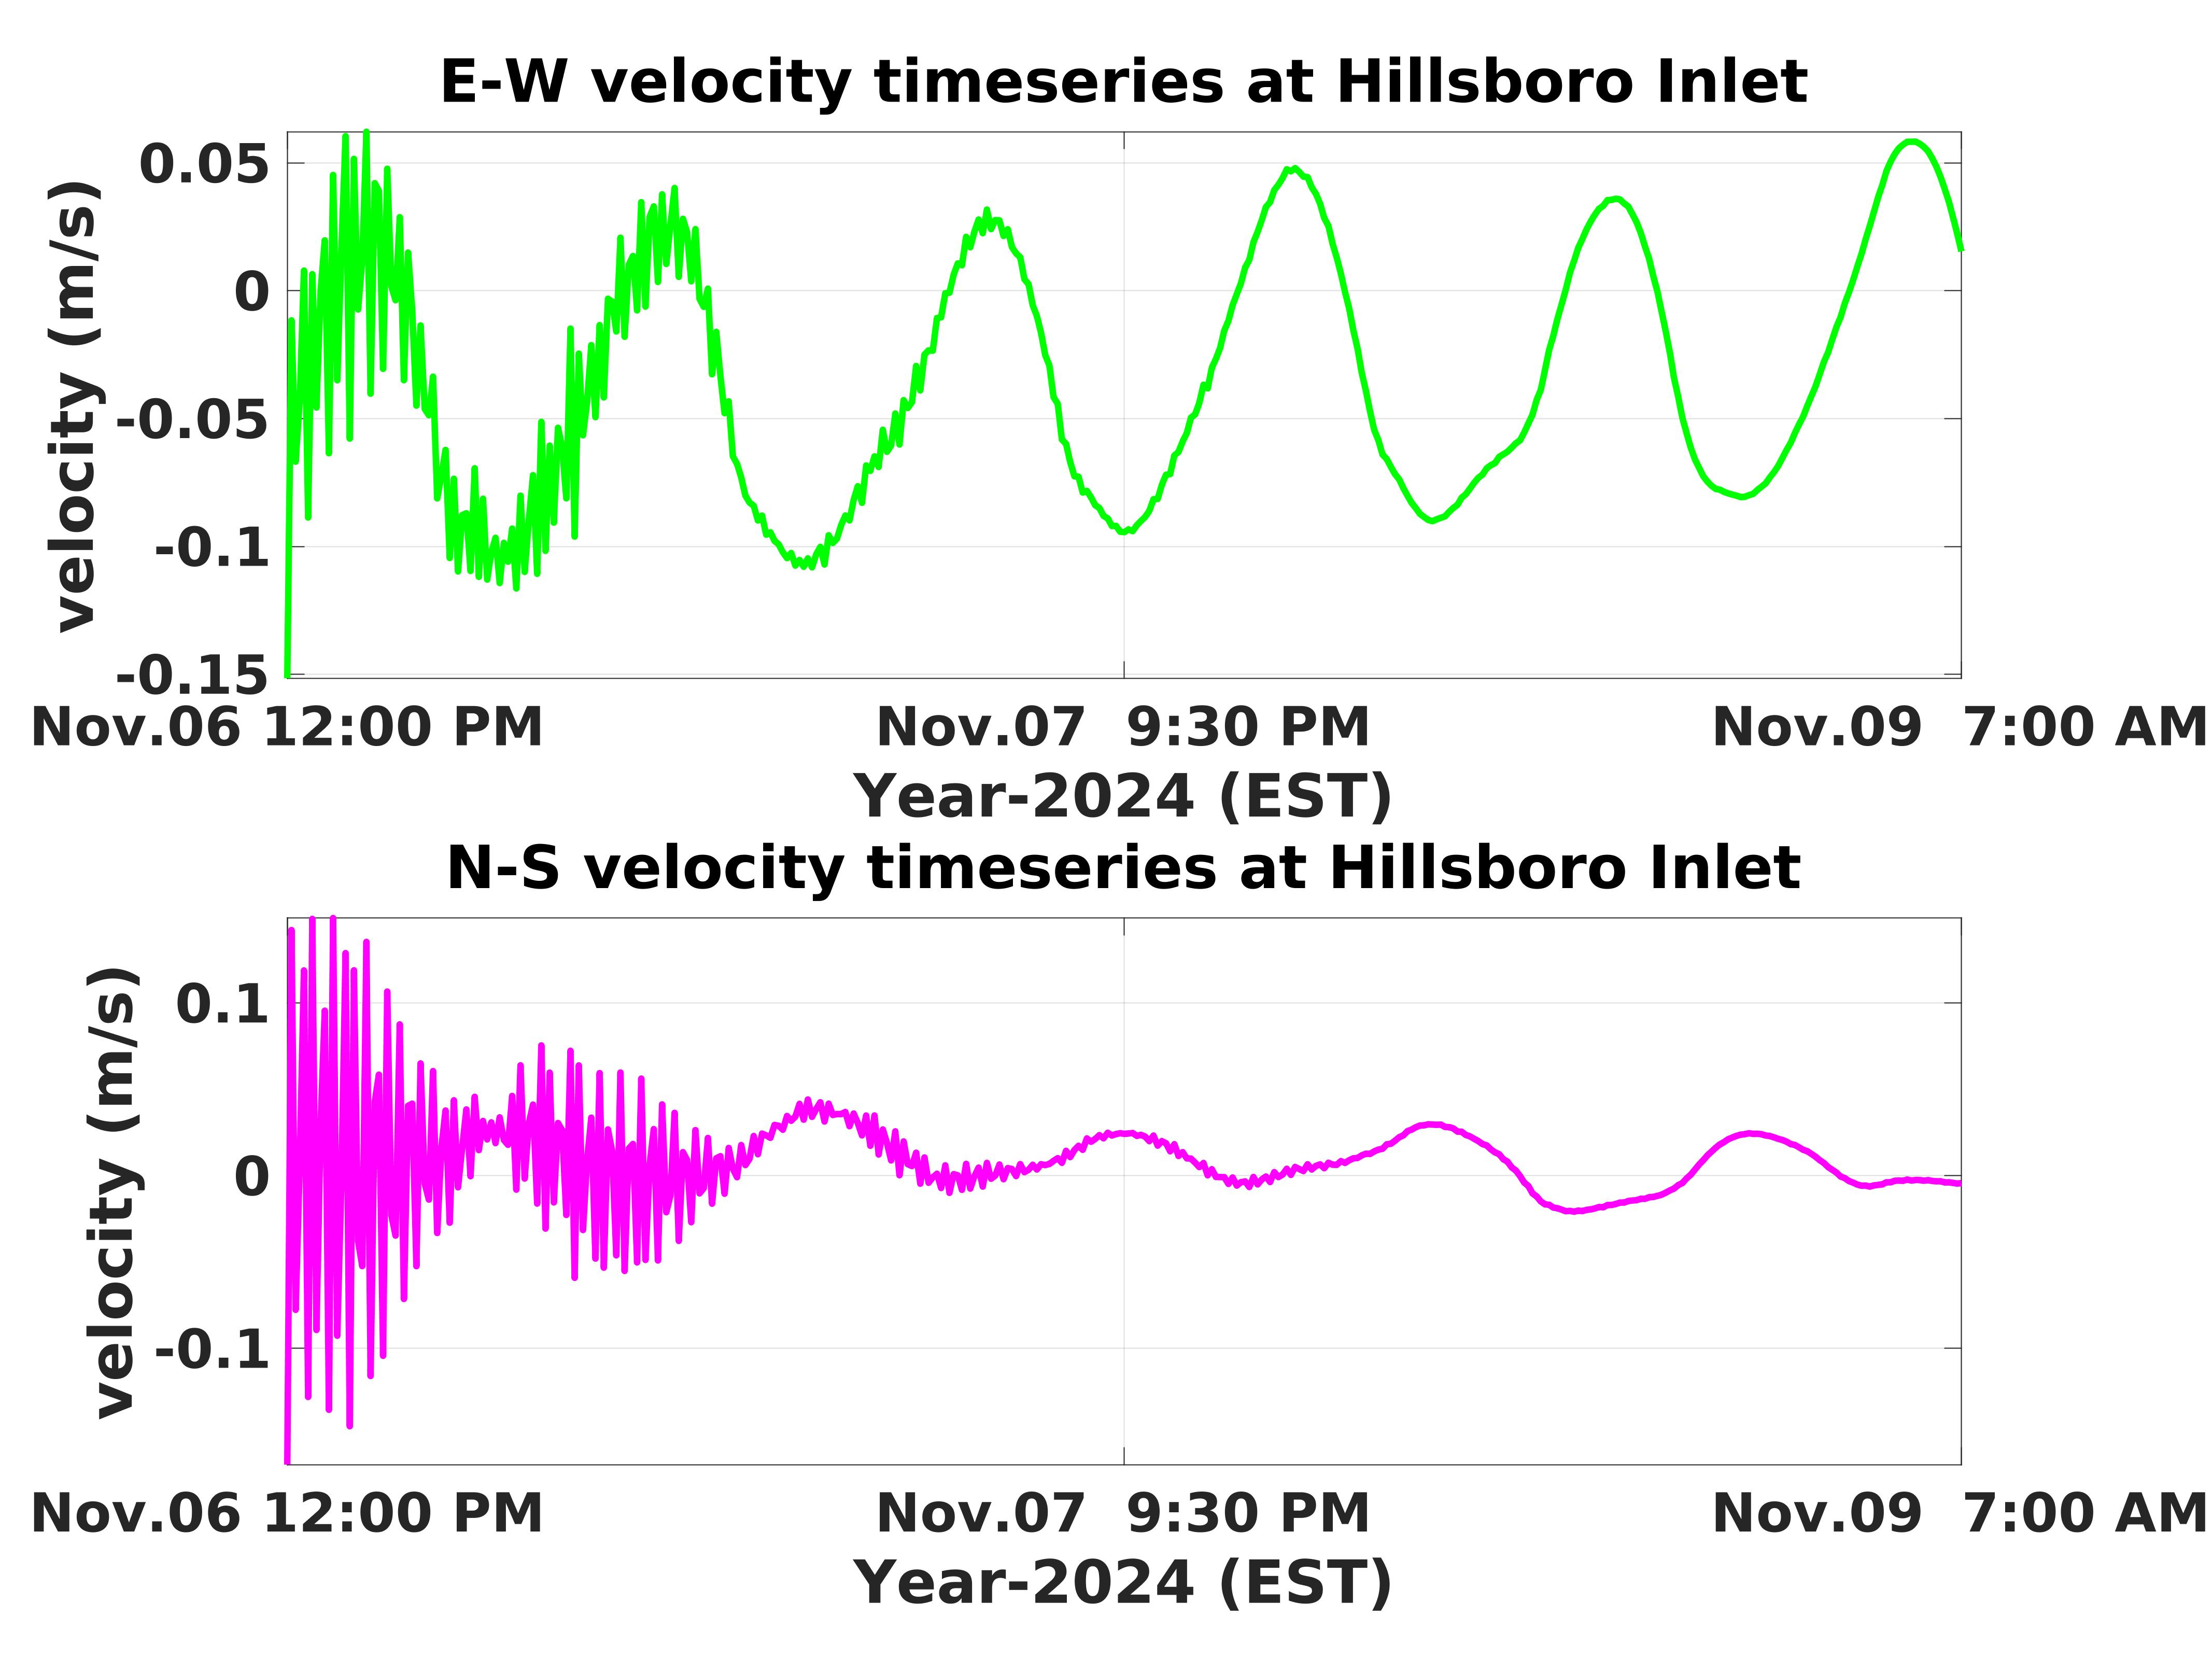 E-W velocity timeseries at Hillsboro Inlet
velocity (m/s)
0.05
0
-0.05
-0.1
-0.15
Nov.06 12:00 PM Nov.07  9:30 PM Nov.09  7:00 AM
Year-2024 (EST)
N-S velocity timeseries at Hillsboro Inlet
velocity (m/s)
0.1
0
-0.1
Nov.06 12:00 PM Nov.07  9:30 PM Nov.09  7:00 AM
Year-2024 (EST)